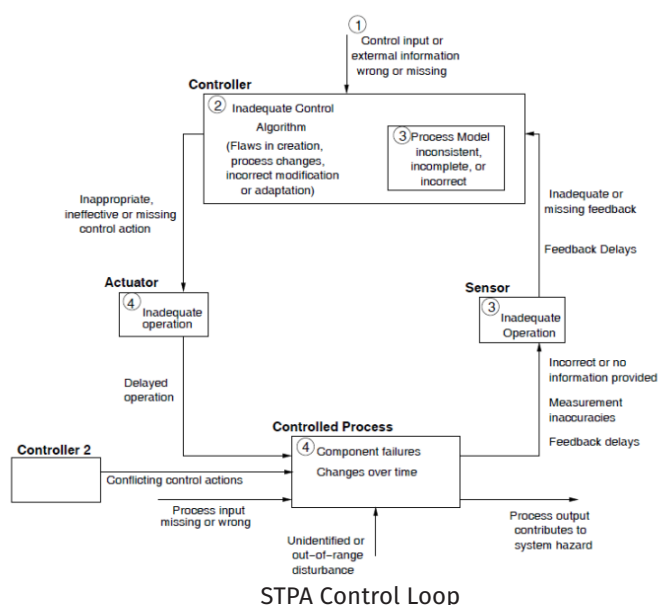 1
Control input or
external information
wrong or missing
Controller
2 Inadequate Control
Algorithm
(Flaws in creation,
process changes,
incorrect modification
or adaptation)
3 Process Model
inconsistent,
incomplete, or
incorrect
Inappropriate,
ineffective or missing
control action
Inadequate or
missing feedback
Feedback Delays
Actuator
4
Inadequate
operation
Sensor
3
Inadequate
Operation
Delayed
operation
Incorrect or no
information provided
Measurement
inaccuracies
Feedback delays
Controlled Process
4
Component failures
Changes over time
Controller 2
Conflicting control actions
Process input
missing or wrong
Unidentified or
out-of-range
disturbance
Process output
contributes to
system hazard
STPA Control Loop